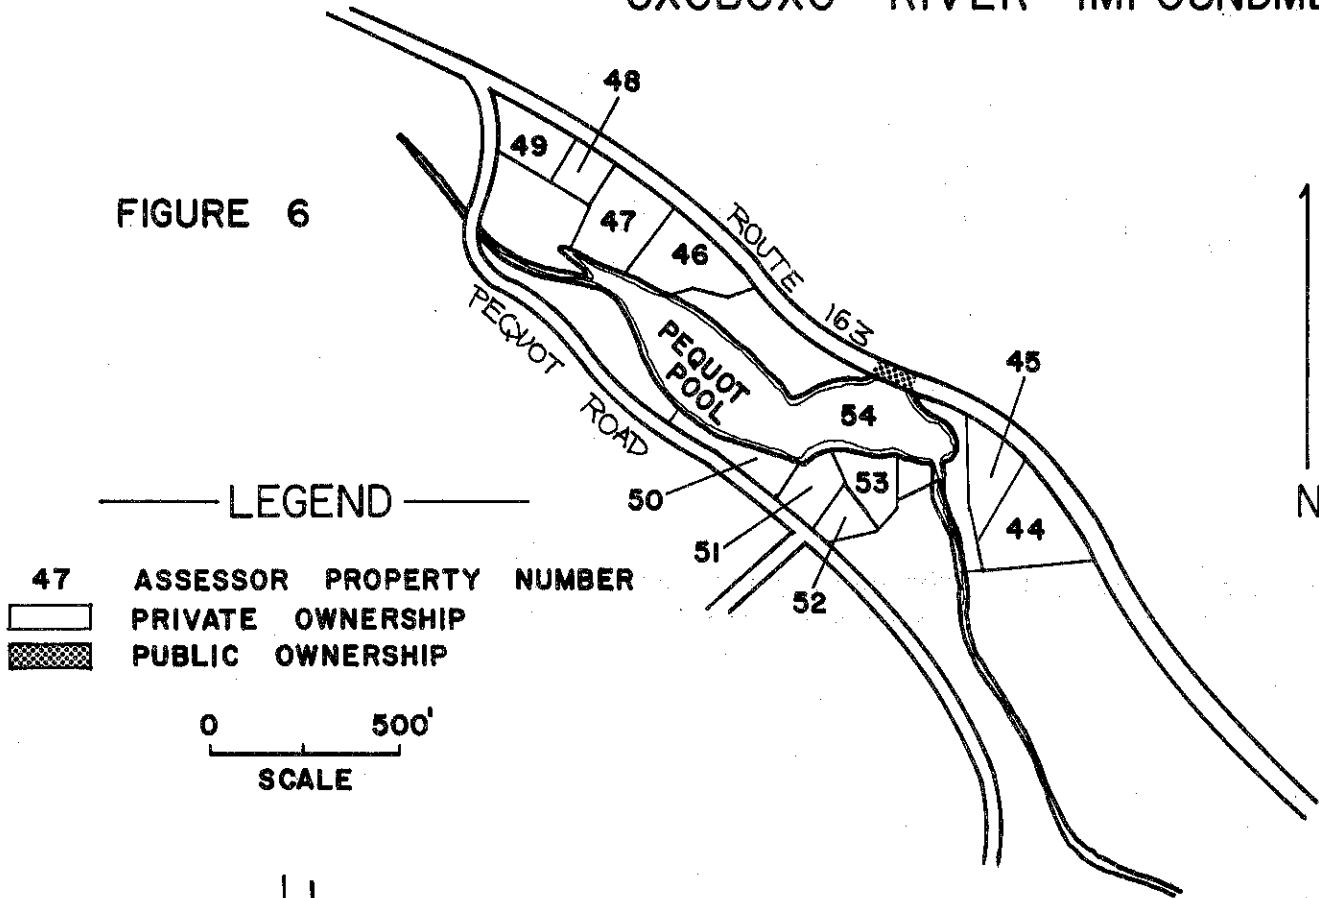 RIVER
FIGURE 6
48
49
47
46
ROUTE 163
PEQUOT ROAD
PEQUOT
POOL
45
54
53
50
51
52
44
N
LEGEND
47 ASSESSOR PROPERTY NUMBER
PRIVATE OWNERSHIP
PUBLIC OWNERSHIP
0 500'
SCALE